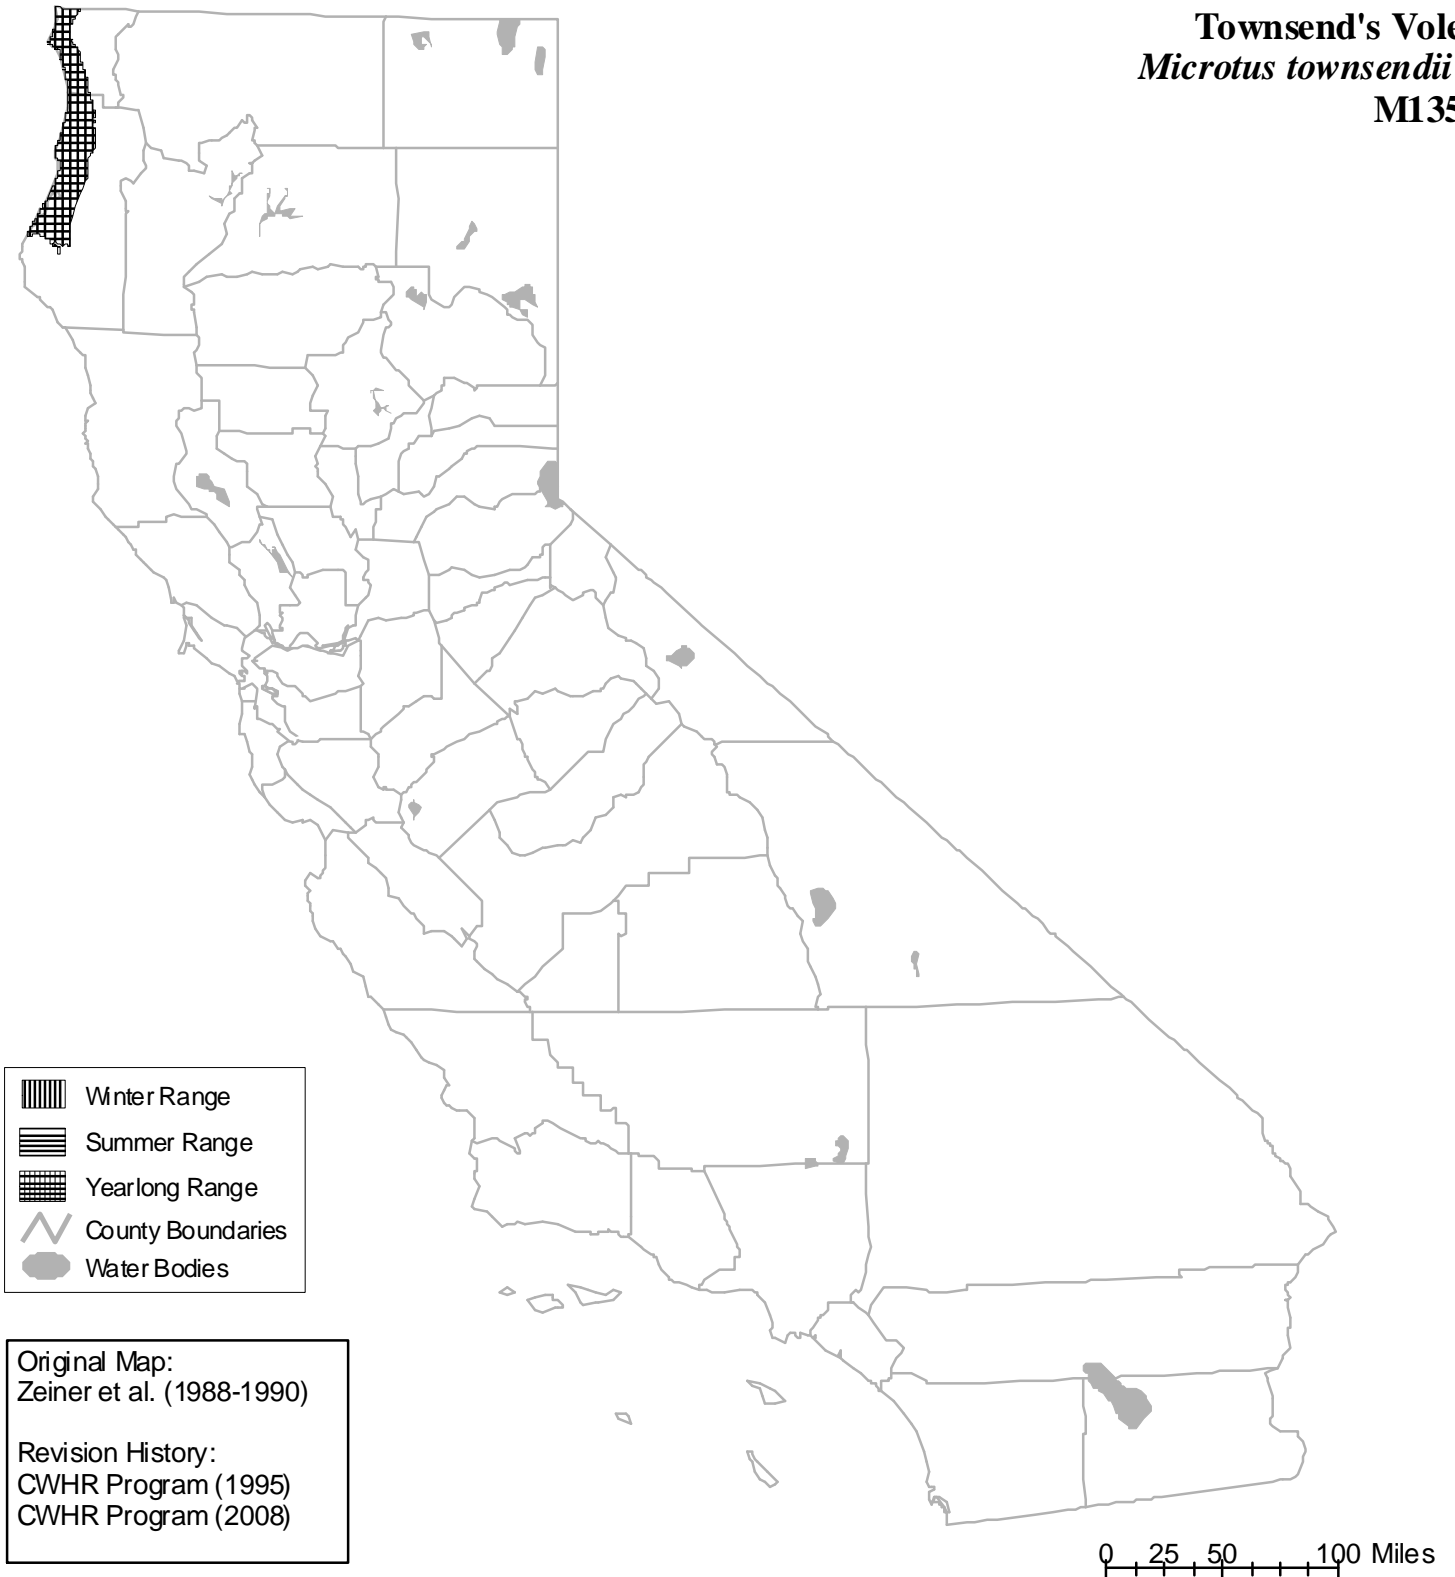 Townsend's Vole
Microtus townsendii
M135
Winter Range
Summer Range
Yearlong Range
County Boundaries
Water Bodies
Original Map:
Zeiner et al. (1988-1990)
Revision History:
CWHR Program (1995)
CWHR Program (2008)
0 25 50 100 Miles